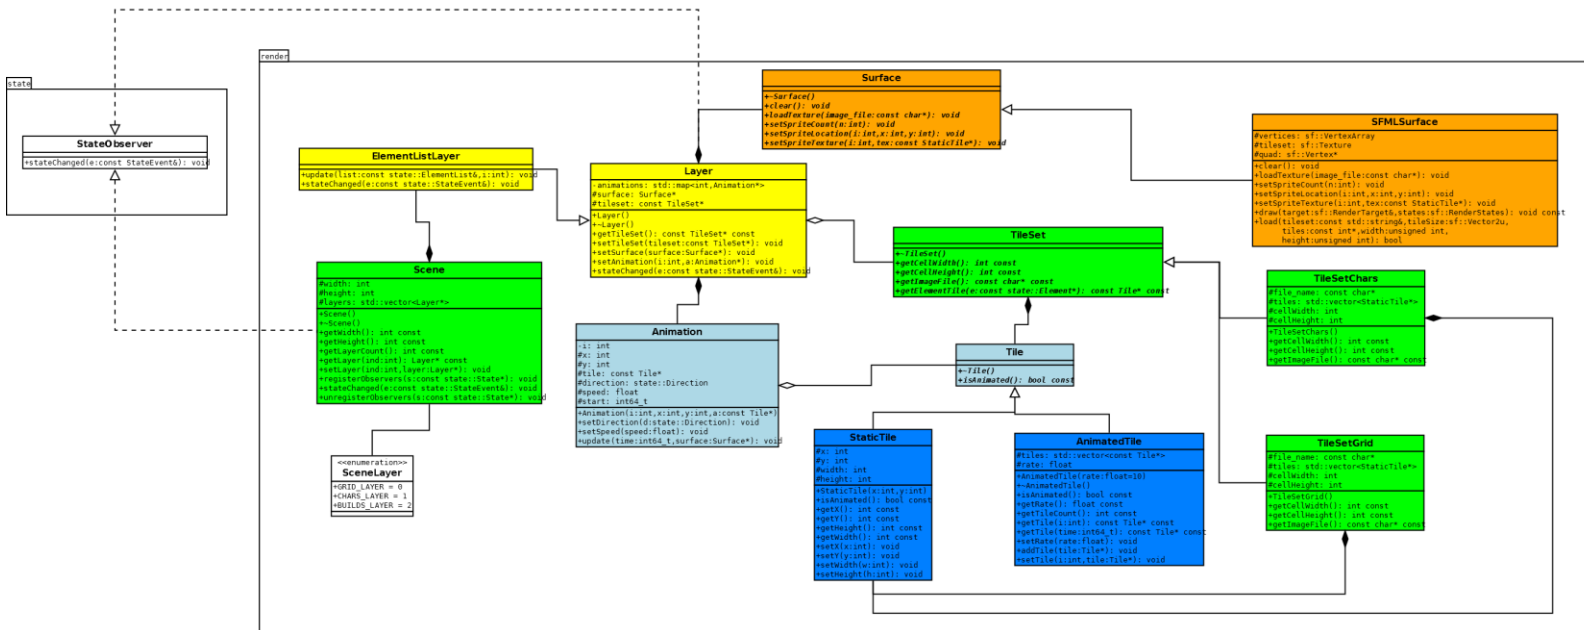 state
StateObserver
+stateChanged(e:const StateEvent&): void
render
Surface
+~Surface()
+clear(): void
+loadTexture(image_file:const char*): void
+setSpriteCount(n:int): void
+setSpriteLocation(i:int,x:int,y:int): void
+setSpriteTexture(i:int,tex:const StaticTile*): void
SFMLSurface
#vertices: sf::VertexArray
#tileset: sf::Texture
#quad: sf::Vertex*
+clear(): void
+loadTexture(image_file:const char*): void
+setSpriteCount(n:int): void
+setSpriteLocation(i:int,x:int,y:int): void
+setSpriteTexture(i:int,tex:const StaticTile*): void
+draw(target:sf::RenderTarget&,states:sf::RenderStates): void const
+load(tileset:const std::string&,tileSize:sf::Vector2u,
tiles:const int*,width:unsigned int,
height:unsigned int): bool
ElementListLayer
+update(list:const state::ElementList&,i:int): void
+stateChanged(e:const state::StateEvent&): void
Layer
-animations: std::map<int,Animation*>
#surface: Surface*
#tileset: const TileSet*
+Layer()
+~Layer()
+getTileSet(): const TileSet* const
+setTileSet(tileset:const TileSet*): void
+setSurface(surface:Surface*): void
+setAnimation(i:int,a:Animation*): void
+stateChanged(e:const state::StateEvent&): void
TileSet
+~TileSet()
+getCellWidth(): int const
+getCellHeight(): int const
+getImageFile(): const char* const
+getElementTile(e:const state::Element*): const Tile* const
Scene
#width: int
#height: int
#layers: std::vector<Layer*>
+Scene()
+~Scene()
+getWidth(): int const
+getHeight(): int const
+getLayerCount(): int const
+getLayer(ind:int): Layer* const
+setLayer(ind:int,layer:Layer*): void
+registerObservers(s:const state::State*): void
+stateChanged(e:const state::StateEvent&): void
+unregisterObservers(s:const state::State*): void
TileSetChars
#file_name: const char*
#tiles: std::vector<StaticTile*>
#cellWidth: int
#cellHeight: int
+TileSetChars()
+getCellWidth(): int const
+getCellHeight(): int const
+getImageFile(): const char* const
Animation
-i: int
#x: int
#y: int
#tile: const Tile*
#direction: state::Direction
#speed: float
#start: int64_t
+Animation(i:int,x:int,y:int,a:const Tile*)
+setDirection(d:state::Direction): void
+setSpeed(speed:float): void
+update(time:int64_t,surface:Surface*): void
Tile
+~Tile()
+isAnimated(): bool const
<<enumeration>>
SceneLayer
+GRID_LAYER = 0
+CHARS_LAYER = 1
+BUILDS_LAYER = 2
StaticTile
#x: int
#y: int
#width: int
#height: int
+StaticTile(x:int,y:int)
+isAnimated(): bool const
+getX(): int const
+getY(): int const
+getHeight(): int const
+getWidth(): int const
+setX(x:int): void
+setY(y:int): void
+setWidth(w:int): void
+setHeight(h:int): void
AnimatedTile
#tiles: std::vector<const Tile*>
#rate: float
+AnimatedTile(rate:float=10)
+~AnimatedTile()
+isAnimated(): bool const
+getRate(): float const
+getTileCount(): int const
+getTile(i:int): const Tile* const
+getTile(time:int64_t): const Tile* const
+setRate(rate:float): void
+addTile(tile:Tile*): void
+setTile(i:int,tile:Tile*): void
TileSetGrid
#file_name: const char*
#tiles: std::vector<StaticTile*>
#cellWidth: int
#cellHeight: int
+TileSetGrid()
+getCellWidth(): int const
+getCellHeight(): int const
+getImageFile(): const char* const